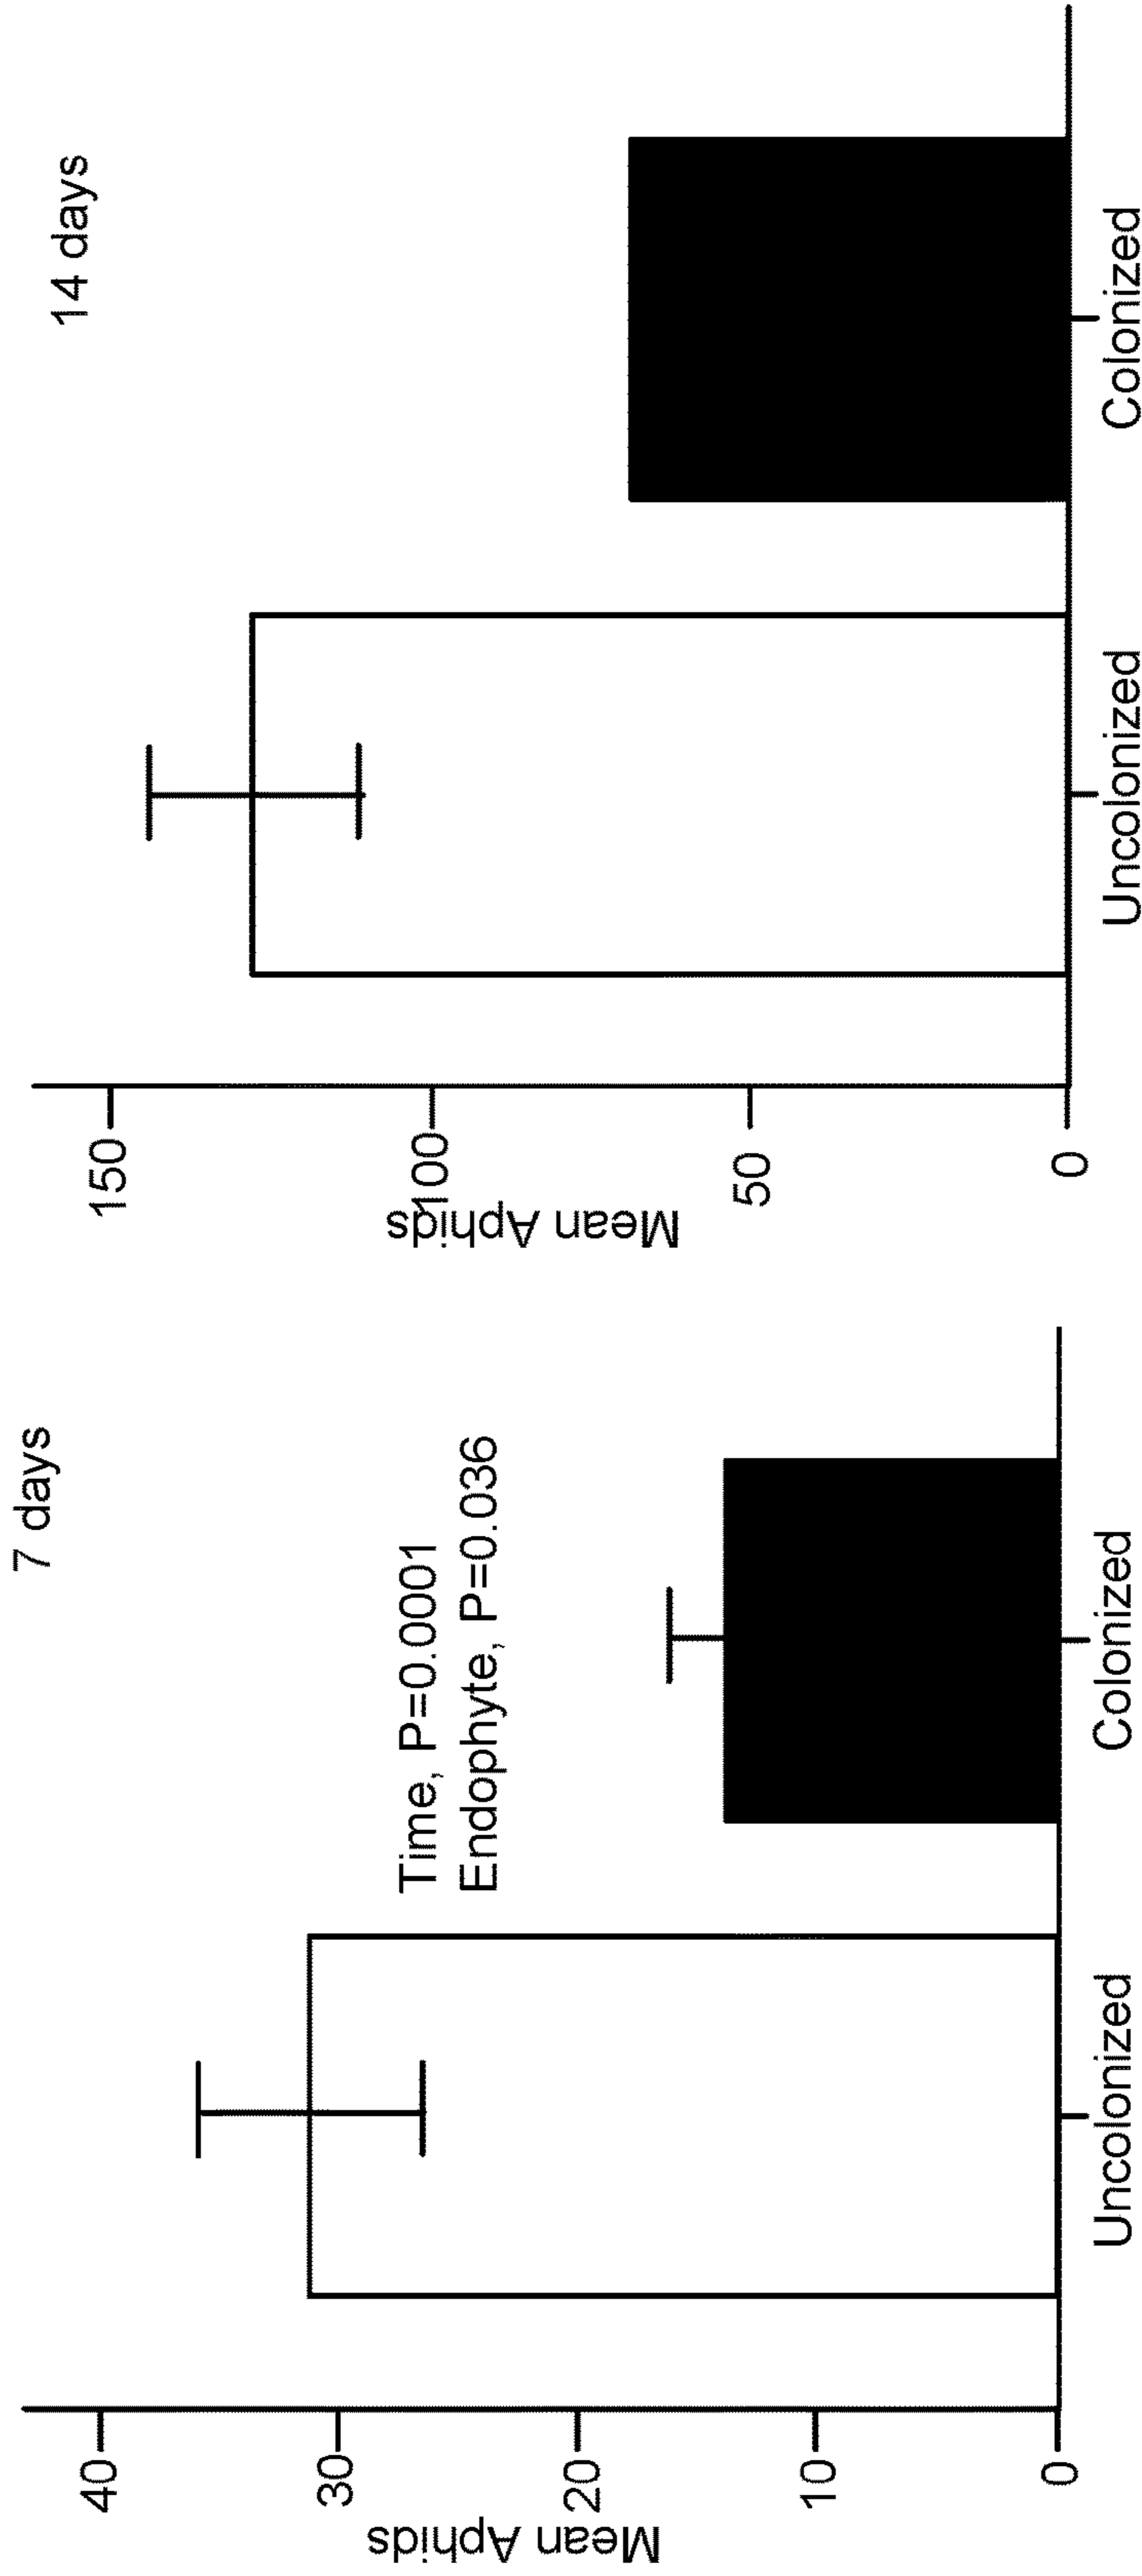 7 days
Mean Aphids
40
30
20
10
0
Time, P=0.0001
Endophyte, P=0.036
Uncolonized
Colonized
14 days
Mean Aphids
150
100
50
0
Uncolonized
Colonized